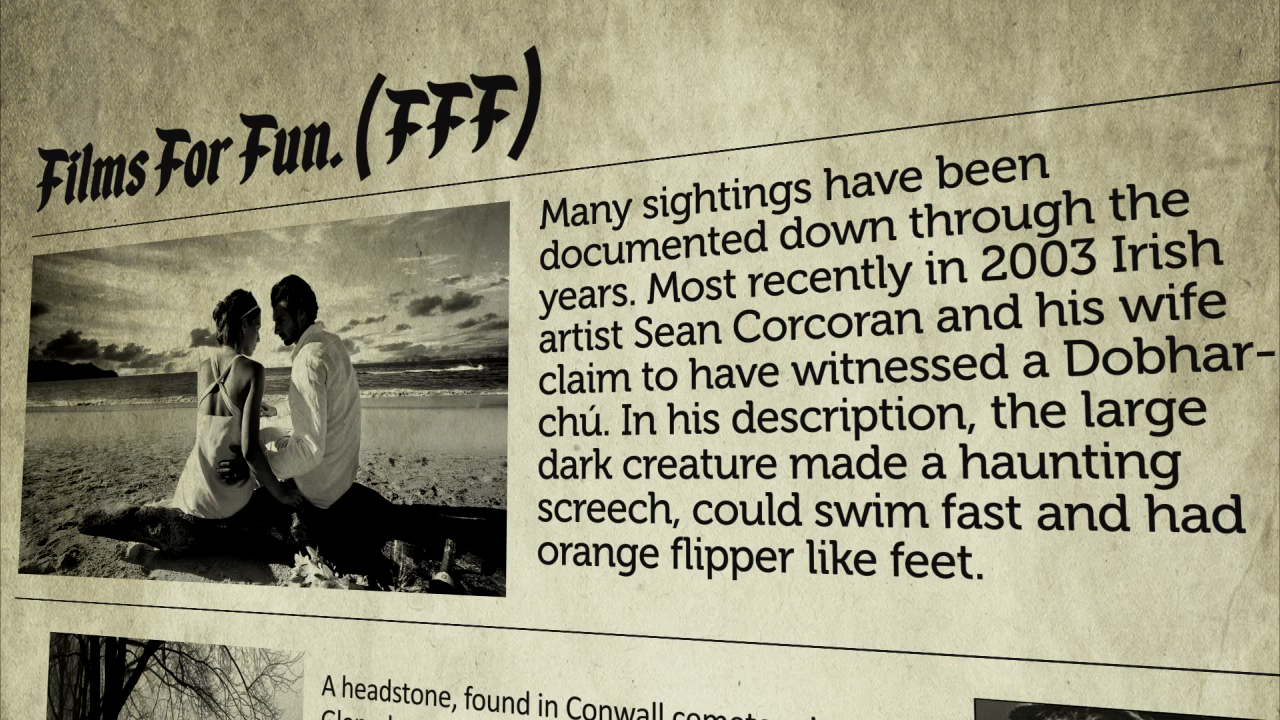 Films For Fun. (FFF)
Many sightings have been
documented down through the
years. Most recently in 2003 Irish
artist Sean Corcoran and his wife
claim to have witnessed a Dobhar-
chú. In his description, the large
dark creature made a haunting
screech, could swim fast and had
orange flipper like feet.
A headstone, found in Conwall